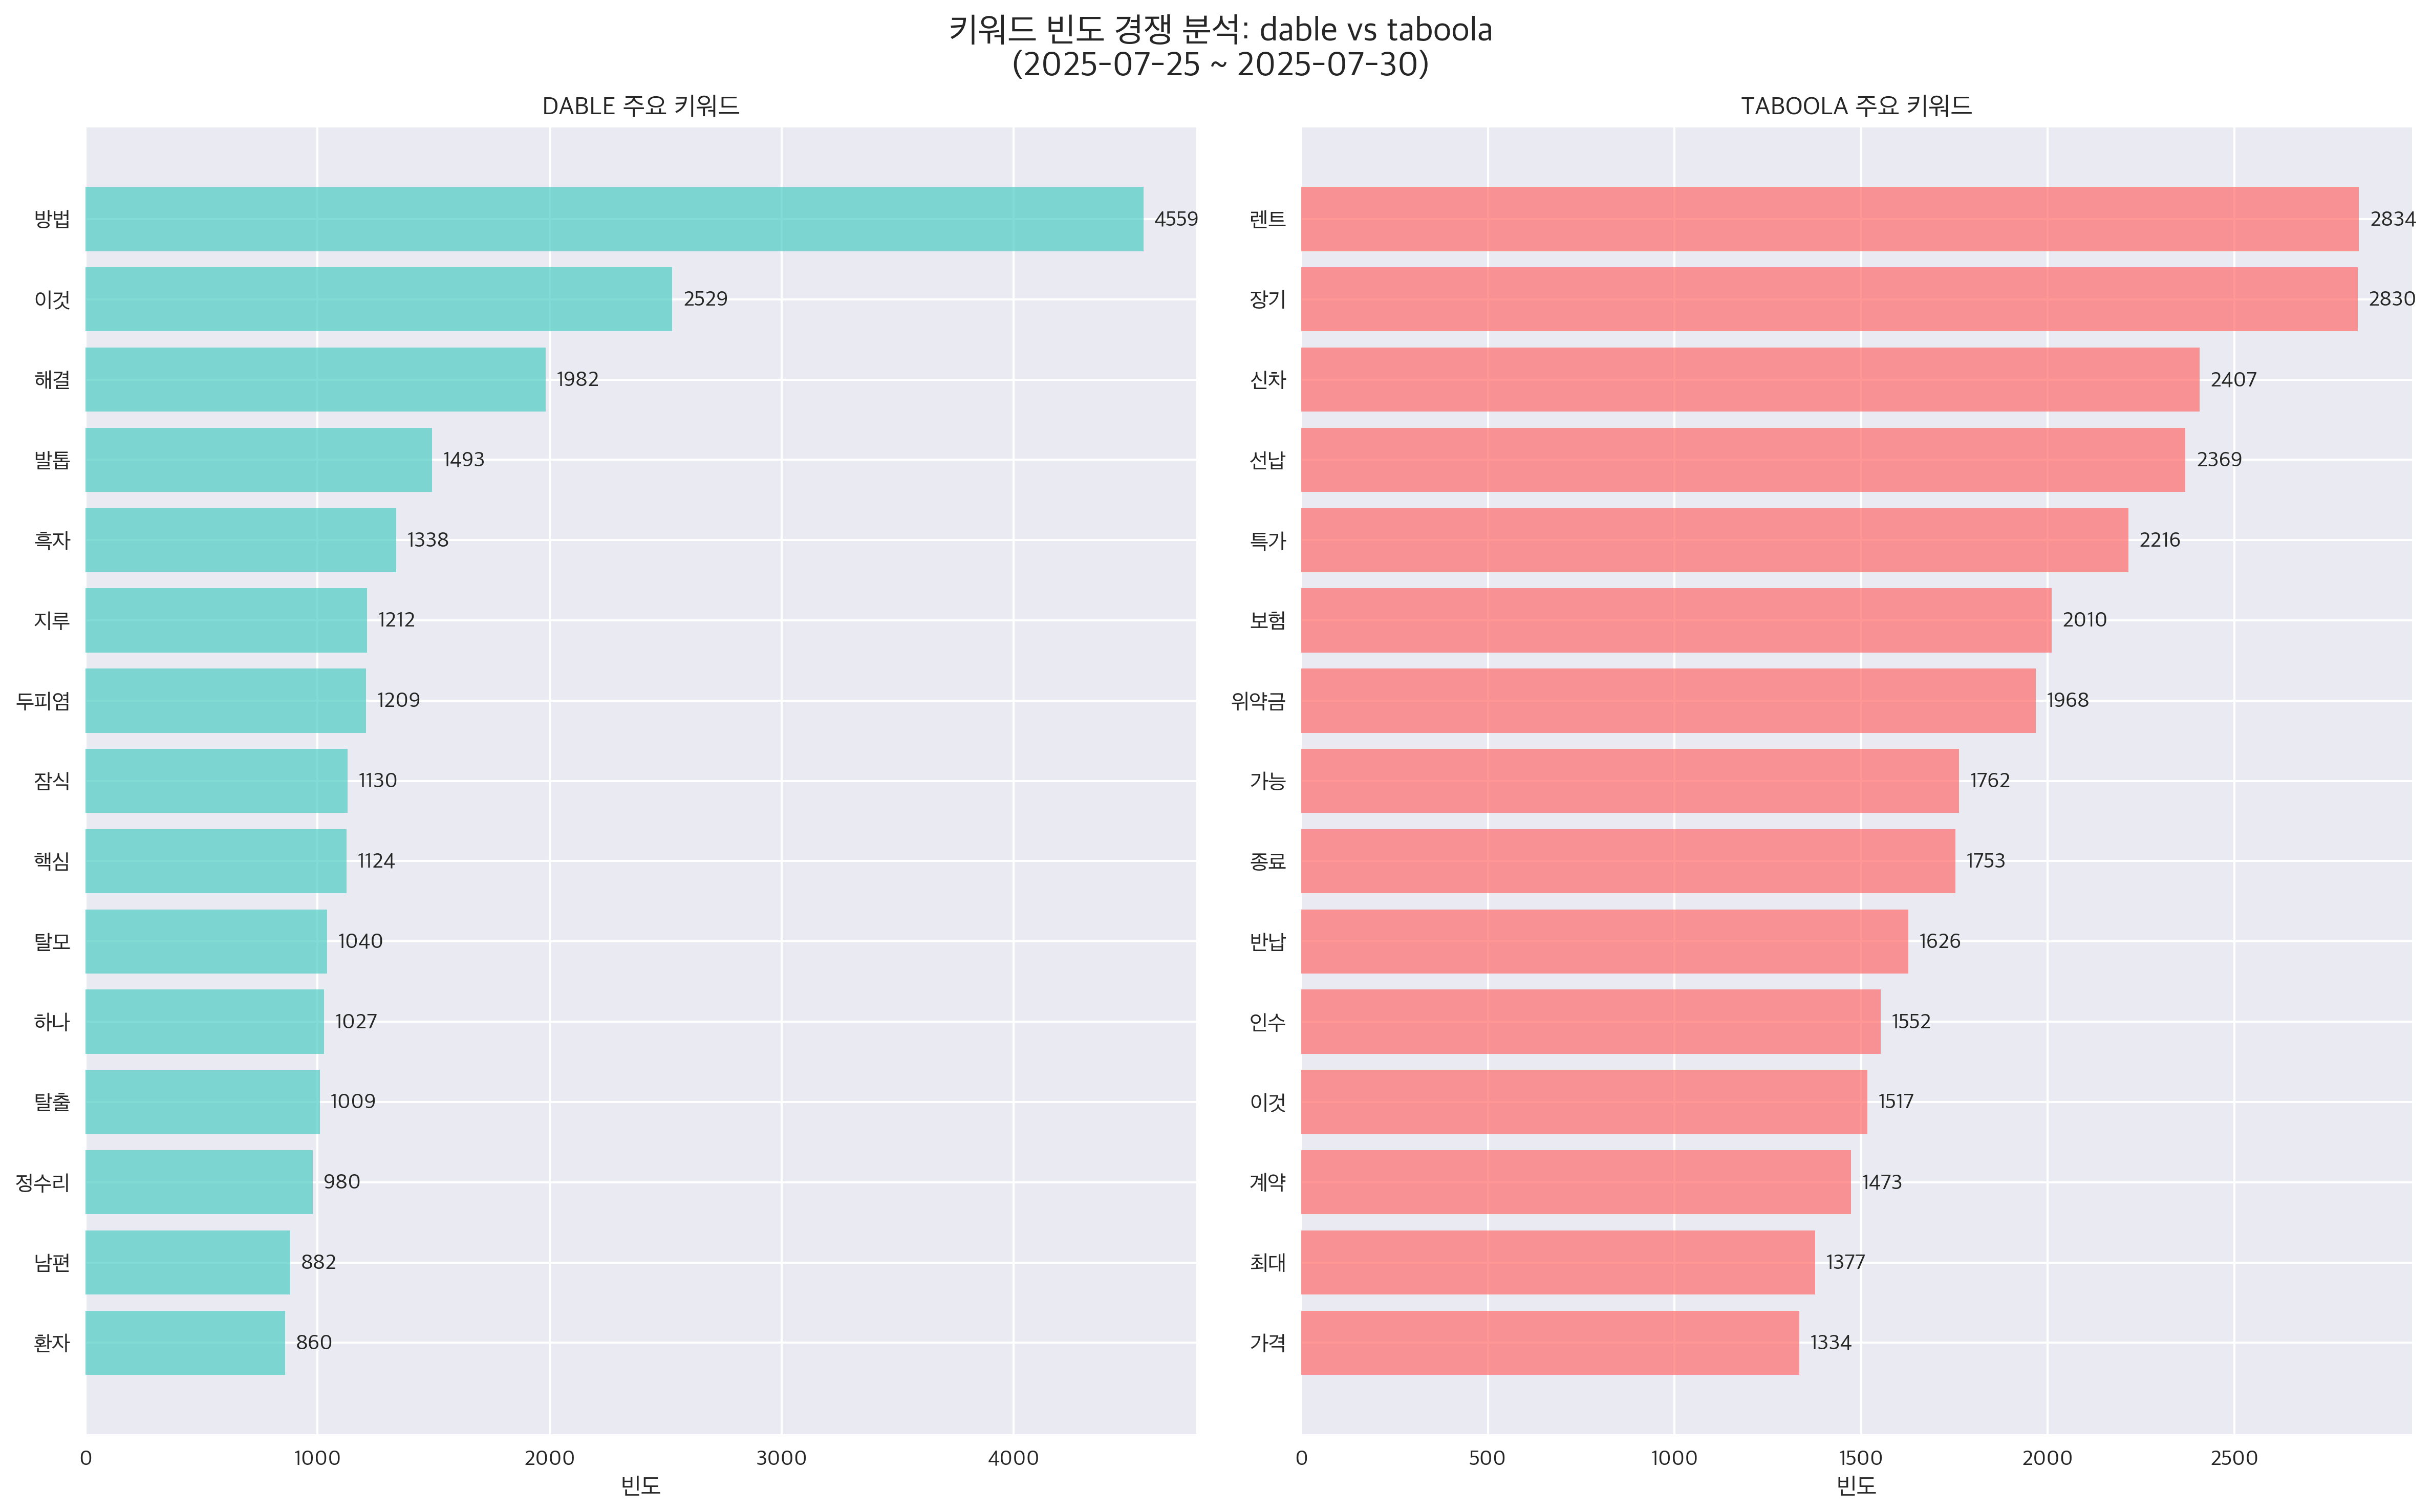 키워드 빈도 경쟁 분석: dable vs taboola
(2025-07-25 ~ 2025-07-30)
DABLE 주요 키워드
방법 4559
이것 2529
해결 1982
발톱 1493
흑자 1338
지루 1212
두피염 1209
잠식 1130
핵심 1124
탈모 1040
하나 1027
탈출 1009
정수리 980
남편 882
환자 860
0 1000 2000 3000 4000
빈도
TABOOLA 주요 키워드
렌트 2834
장기 2830
신차 2407
선납 2369
특가 2216
보험 2010
위약금 1968
가능 1762
종료 1753
반납 1626
인수 1552
이것 1517
계약 1473
최대 1377
가격 1334
0 500 1000 1500 2000 2500
빈도